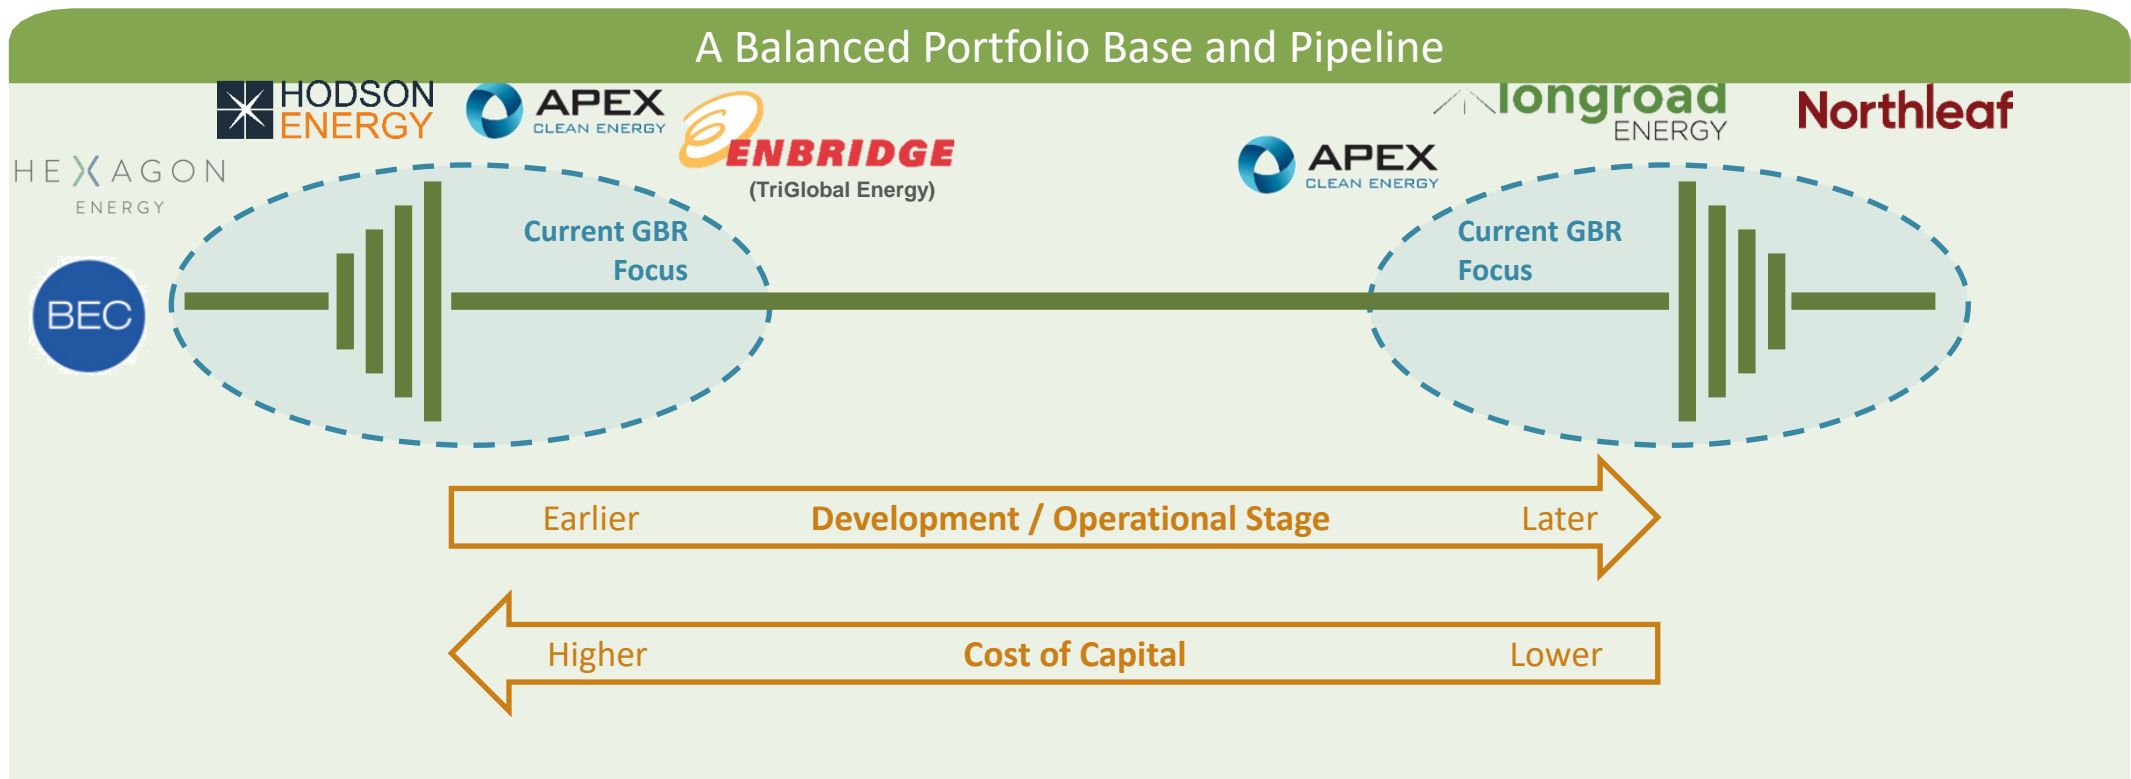 A Balanced Portfolio Base and Pipeline
HODSON
ENERGY
APEX
CLEAN ENERGY
ENBRIDGE
(TriGlobal Energy)
longroad
ENERGY
Northleaf
APEX
CLEAN ENERGY
HEXAGON
ENERGY
BEC
Current GBR
Focus
Current GBR
Focus
Earlier
Development / Operational Stage
Later
Higher
Cost of Capital
Lower